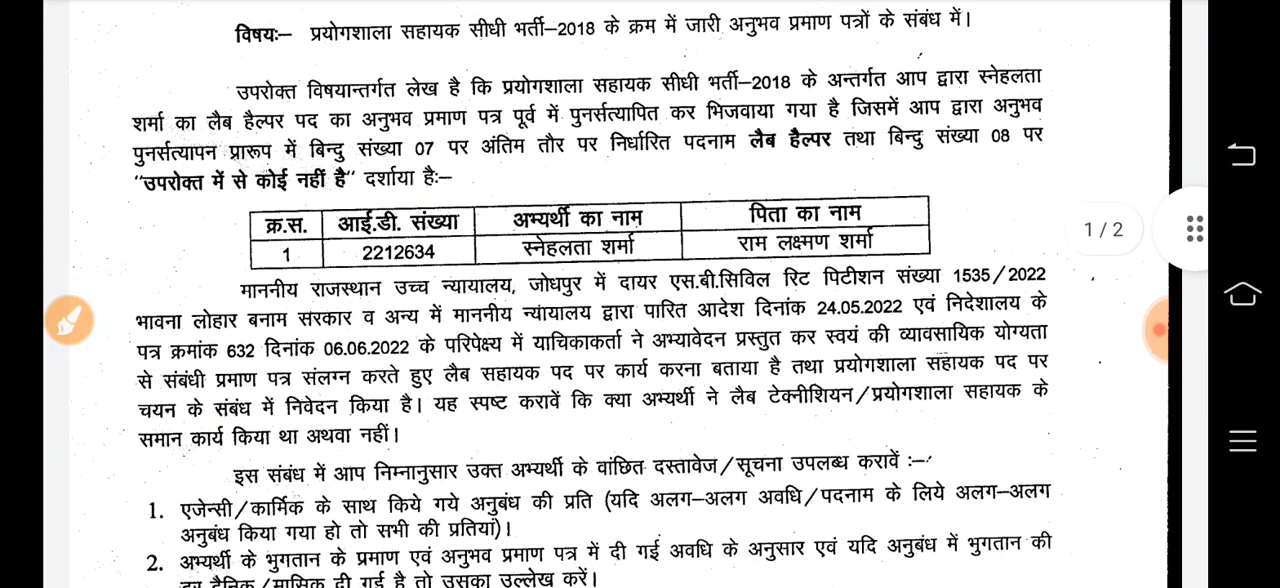 विषयः– प्रयोगशाला सहायक सीधी भर्ती–2018 के क्रम में जारी अनुभव प्रमाण पत्रों के संबंध में।
उपरोक्त विषयान्तर्गत लेख है कि प्रयोगशाला सहायक सीधी भर्ती–2018 के अन्तर्गत आप द्वारा स्नेहलता
शर्मा का लैब हैल्पर पद का अनुभव प्रमाण पत्र पूर्व में पुनर्सत्यापित कर भिजवाया गया है जिसमें आप द्वारा अनुभव
पुनर्सत्यापन प्रारूप में बिन्दु संख्या 07 पर अंतिम तौर पर निर्धारित पदनाम लैब हैल्पर तथा बिन्दु संख्या 08 पर
"उपरोक्त में से कोई नहीं है" दर्शाया हैः–
क्र.स. आई.डी. संख्या अभ्यर्थी का नाम पिता का नाम
1 2212634 स्नेहलता शर्मा राम लक्ष्मण शर्मा
1 / 2
माननीय राजस्थान उच्च न्यायालय, जोधपुर में दायर एस.बी.सिविल रिट पिटीशन संख्या 1535/2022
भावना लोहार बनाम सरकार व अन्य में माननीय न्यायालय द्वारा पारित आदेश दिनांक 24.05.2022 एवं निदेशालय के
पत्र क्रमांक 632 दिनांक 06.06.2022 के परिपेक्ष्य में याचिकाकर्ता ने अभ्यावेदन प्रस्तुत कर स्वयं की व्यावसायिक योग्यता
से संबंधी प्रमाण पत्र संलग्न करते हुए लैब सहायक पद पर कार्य करना बताया है तथा प्रयोगशाला सहायक पद पर
चयन के संबंध में निवेदन किया है। यह स्पष्ट करावें कि क्या अभ्यर्थी ने लैब टेक्नीशियन/प्रयोगशाला सहायक के
समान कार्य किया था अथवा नहीं।
इस संबंध में आप निम्नानुसार उक्त अभ्यर्थी के वांछित दस्तावेज/सूचना उपलब्ध करावें :–
1. एजेन्सी/कार्मिक के साथ किये गये अनुबंध की प्रति (यदि अलग–अलग अवधि/पदनाम के लिये अलग–अलग
अनुबंध किया गया हो तो सभी की प्रतियां)।
2. अभ्यर्थी के भुगतान के प्रमाण एवं अनुभव प्रमाण पत्र में दी गई अवधि के अनुसार एवं यदि अनुबंध में भुगतान की
दर दैनिक/मासिक दी गई है तो उसका उल्लेख करें।